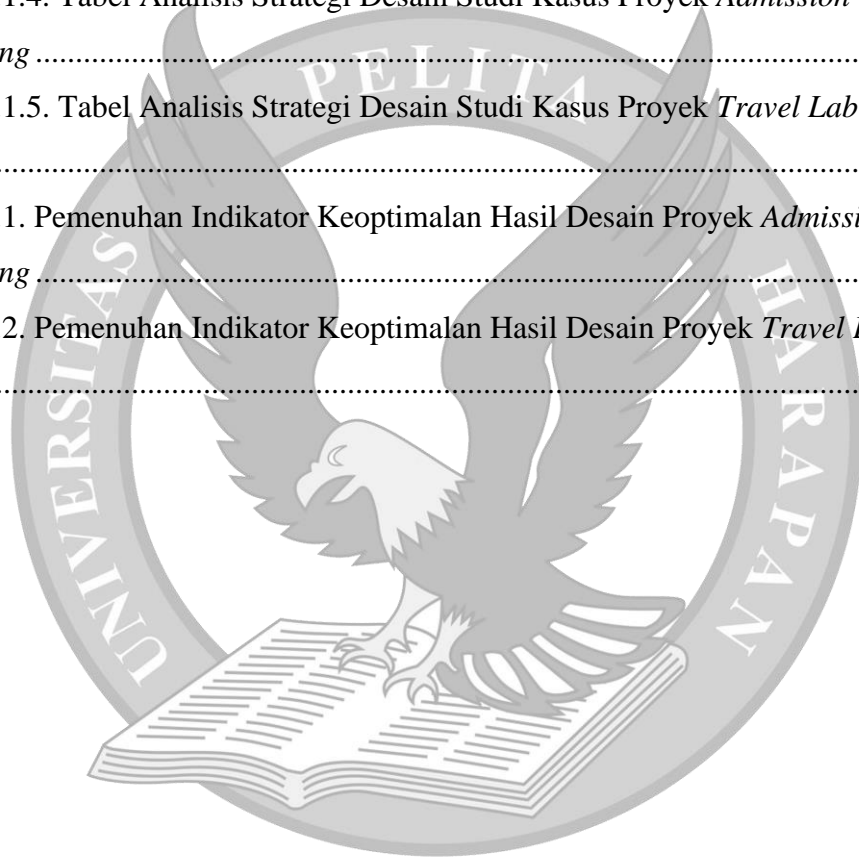 1.4. Tabel Analisis Strategi Desain Studi Kasus Proyek Admission
ng ...............................................................................................
1.5. Tabel Analisis Strategi Desain Studi Kasus Proyek Travel Lab
...............................................................................................
1. Pemenuhan Indikator Keoptimalan Hasil Desain Proyek Admissi
ng ...............................................................................................
2. Pemenuhan Indikator Keoptimalan Hasil Desain Proyek Travel
...............................................................................................
UNIVERSITAS PELITA HARAPAN